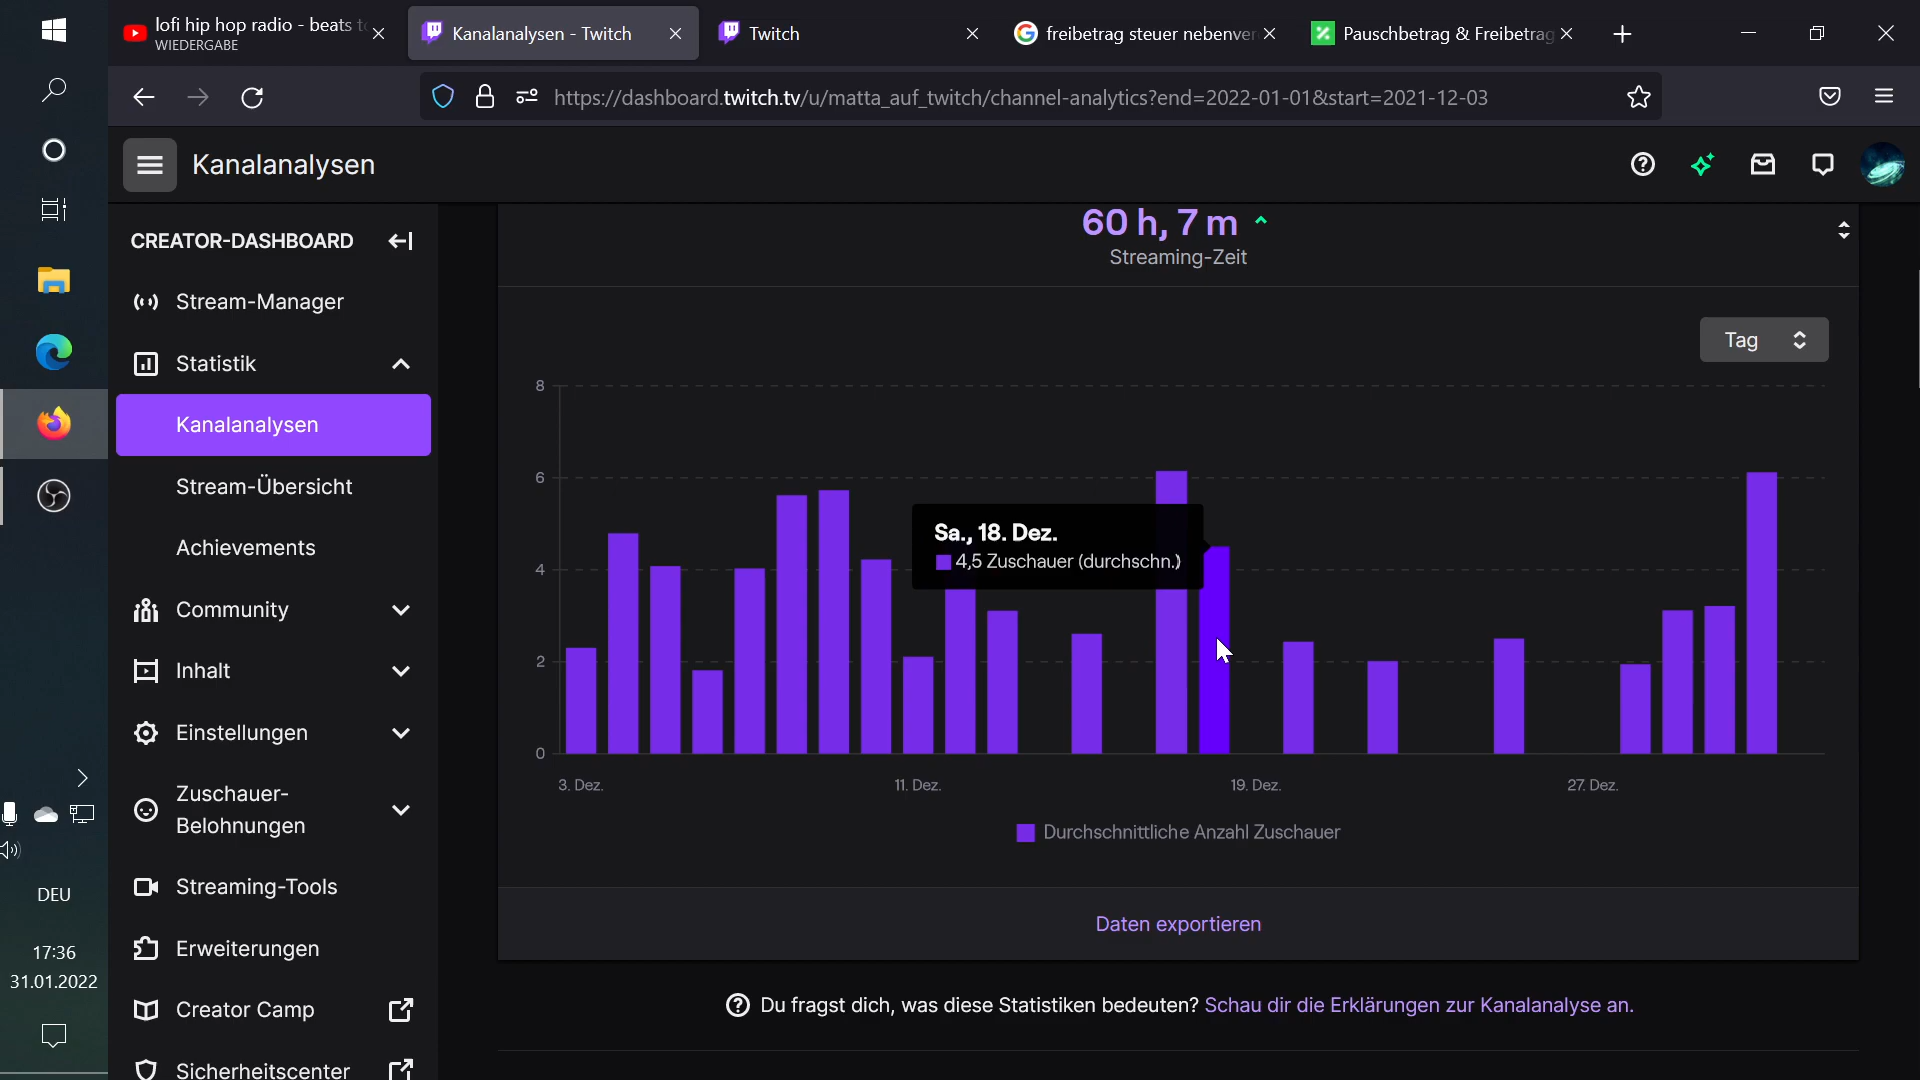 lofi hip hop radio - beats t
WIEDERGABE
Kanalanalysen - Twitch
Twitch
freibetrag steuer nebenver
Pauschbetrag & Freibetrag
https://dashboard.twitch.tv/u/matta_auf_twitch/channel-analytics?end=2022-01-01&start=2021-12-03
Kanalanalysen
CREATOR-DASHBOARD
Stream-Manager
Statistik
Kanalanalysen
Stream-Übersicht
Achievements
Community
Inhalt
Einstellungen
Zuschauer-
Belohnungen
Streaming-Tools
Erweiterungen
Creator Camp
Sicherheitscenter
60 h, 7 m
Streaming-Zeit
Tag
8
6
4
2
0
Sa., 18. Dez.
4,5 Zuschauer (durchschn.)
3. Dez.
11. Dez.
19. Dez.
27. Dez.
Durchschnittliche Anzahl Zuschauer
Daten exportieren
Du fragst dich, was diese Statistiken bedeuten? Schau dir die Erklärungen zur Kanalanalyse an.
DEU
17:36
31.01.2022